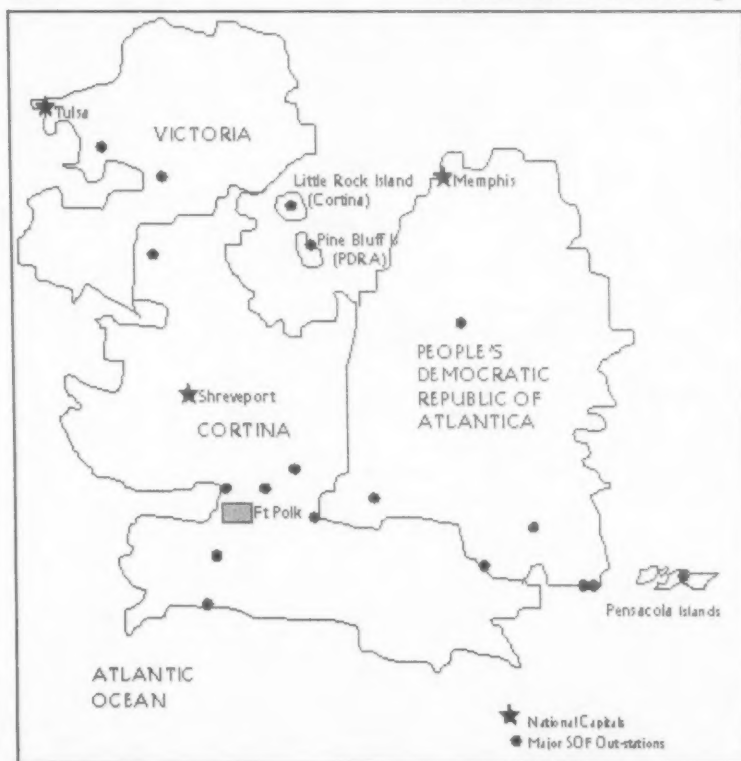 Tulsa
VICTORIA
Little Rock Island
(Cortina)
Memphis
Pine Bluff Is
(PDRA)
PEOPLE'S
DEMOCRATIC
REPUBLIC OF
ATLANTICA
Shreveport
CORTINA
Ft Polk
Pensacola Islands
ATLANTIC
OCEAN
National Capitals
Major SOF Out-stations